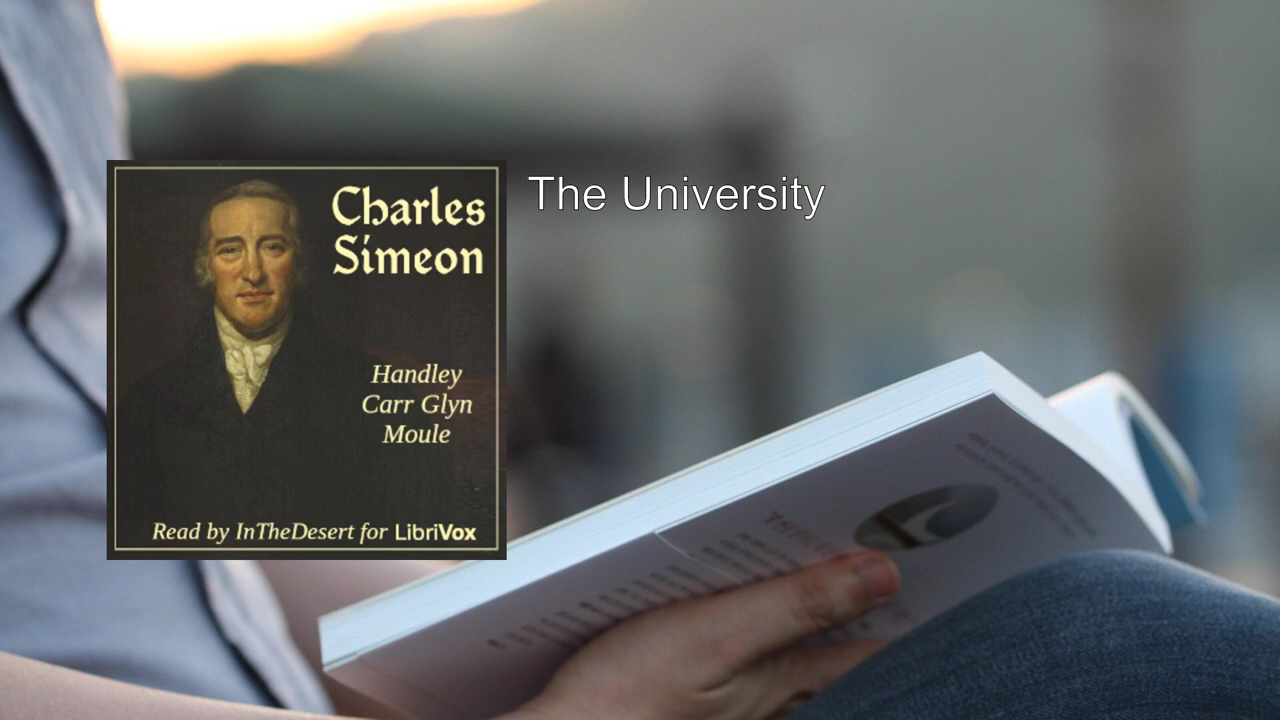 Charles
Simeon
Handley
Carr Glyn
Moule
Read by InTheDesert for LibriVox
The University